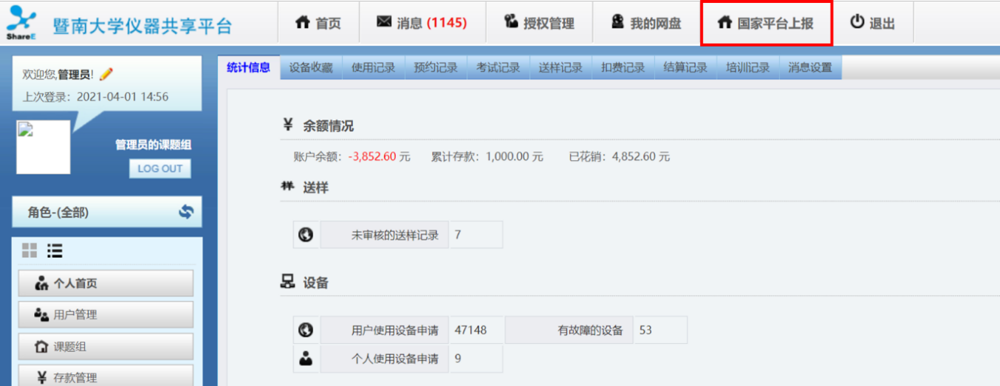 ShareE 暨南大学仪器共享平台 首页 消息 (1145) 授权管理 我的网盘 国家平台上报 退出
欢迎您,管理员!
上次登录：2021-04-01 14:56
管理员的课题组
LOG OUT
角色-(全部)
个人首页
用户管理
课题组
¥ 存款管理
统计信息 设备收藏 使用记录 预约记录 考试记录 送样记录 扣费记录 结算记录 培训记录 消息设置
¥ 余额情况
账户余额：-3,852.60 元 累计存款：1,000.00 元 已花销：4,852.60 元
样 送样
未审核的送样记录 7
设备
用户使用设备申请 47148 有故障的设备 53
个人使用设备申请 9